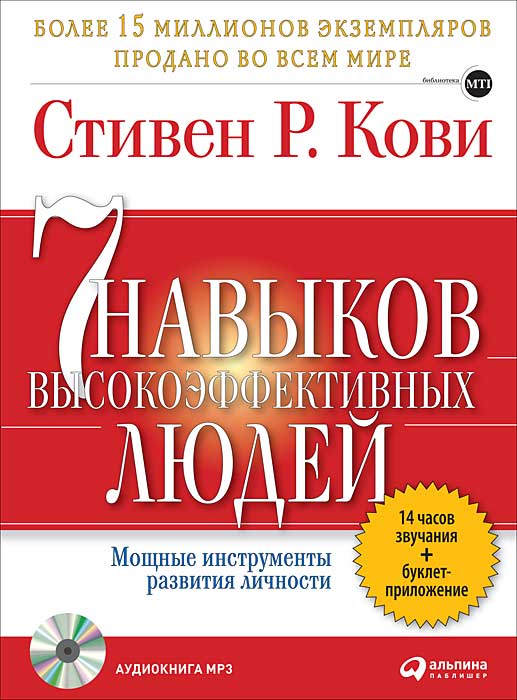 БОЛЕЕ 15 МИЛЛИОНОВ ЭКЗЕМПЛЯРОВ
ПРОДАНО ВО ВСЕМ МИРЕ
библиотека MTI
Стивен Р. Кови
7 НАВЫКОВ
ВЫСОКОЭФФЕКТИВНЫХ
ЛЮДЕЙ
Мощные инструменты
развития личности
14 часов
звучания
+
буклет-
приложение
АУДИОКНИГА MP3
альпина
ПАБЛИШЕР